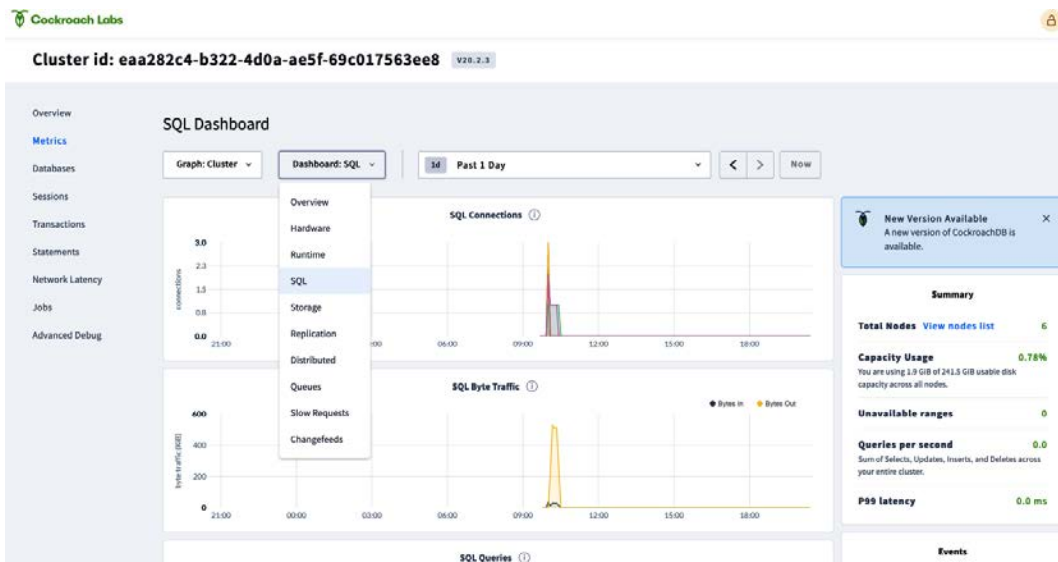 Cockroach Labs
Cluster id: eaa282c4-b322-4d0a-ae5f-69c017563ee8 V20.2.3
Overview
Metrics
Databases
Sessions
Transactions
Statements
Network Latency
Jobs
Advanced Debug
SQL Dashboard
Graph: Cluster
Dashboard: SQL
1d Past 1 Day
< > Now
Overview
Hardware
Runtime
SQL
Storage
Replication
Distributed
Queues
Slow Requests
Changefeeds
SQL Connections
connections
3.0
2.3
1.5
0.8
0.0
21:00 06:00 09:00 12:00 15:00 18:00
SQL Byte Traffic
Bytes In Bytes Out
byte traffic (KiB)
600
400
200
0
21:00 00:00 03:00 06:00 09:00 12:00 15:00 18:00
SQL Queries
New Version Available
A new version of CockroachDB is
available.
Summary
Total Nodes View nodes list 6
Capacity Usage 0.78%
You are using 1.9 GiB of 241.5 GiB usable disk
capacity across all nodes.
Unavailable ranges 0
Queries per second 0.0
Sum of Selects, Updates, Inserts, and Deletes across
your entire cluster.
P99 latency 0.0 ms
Events